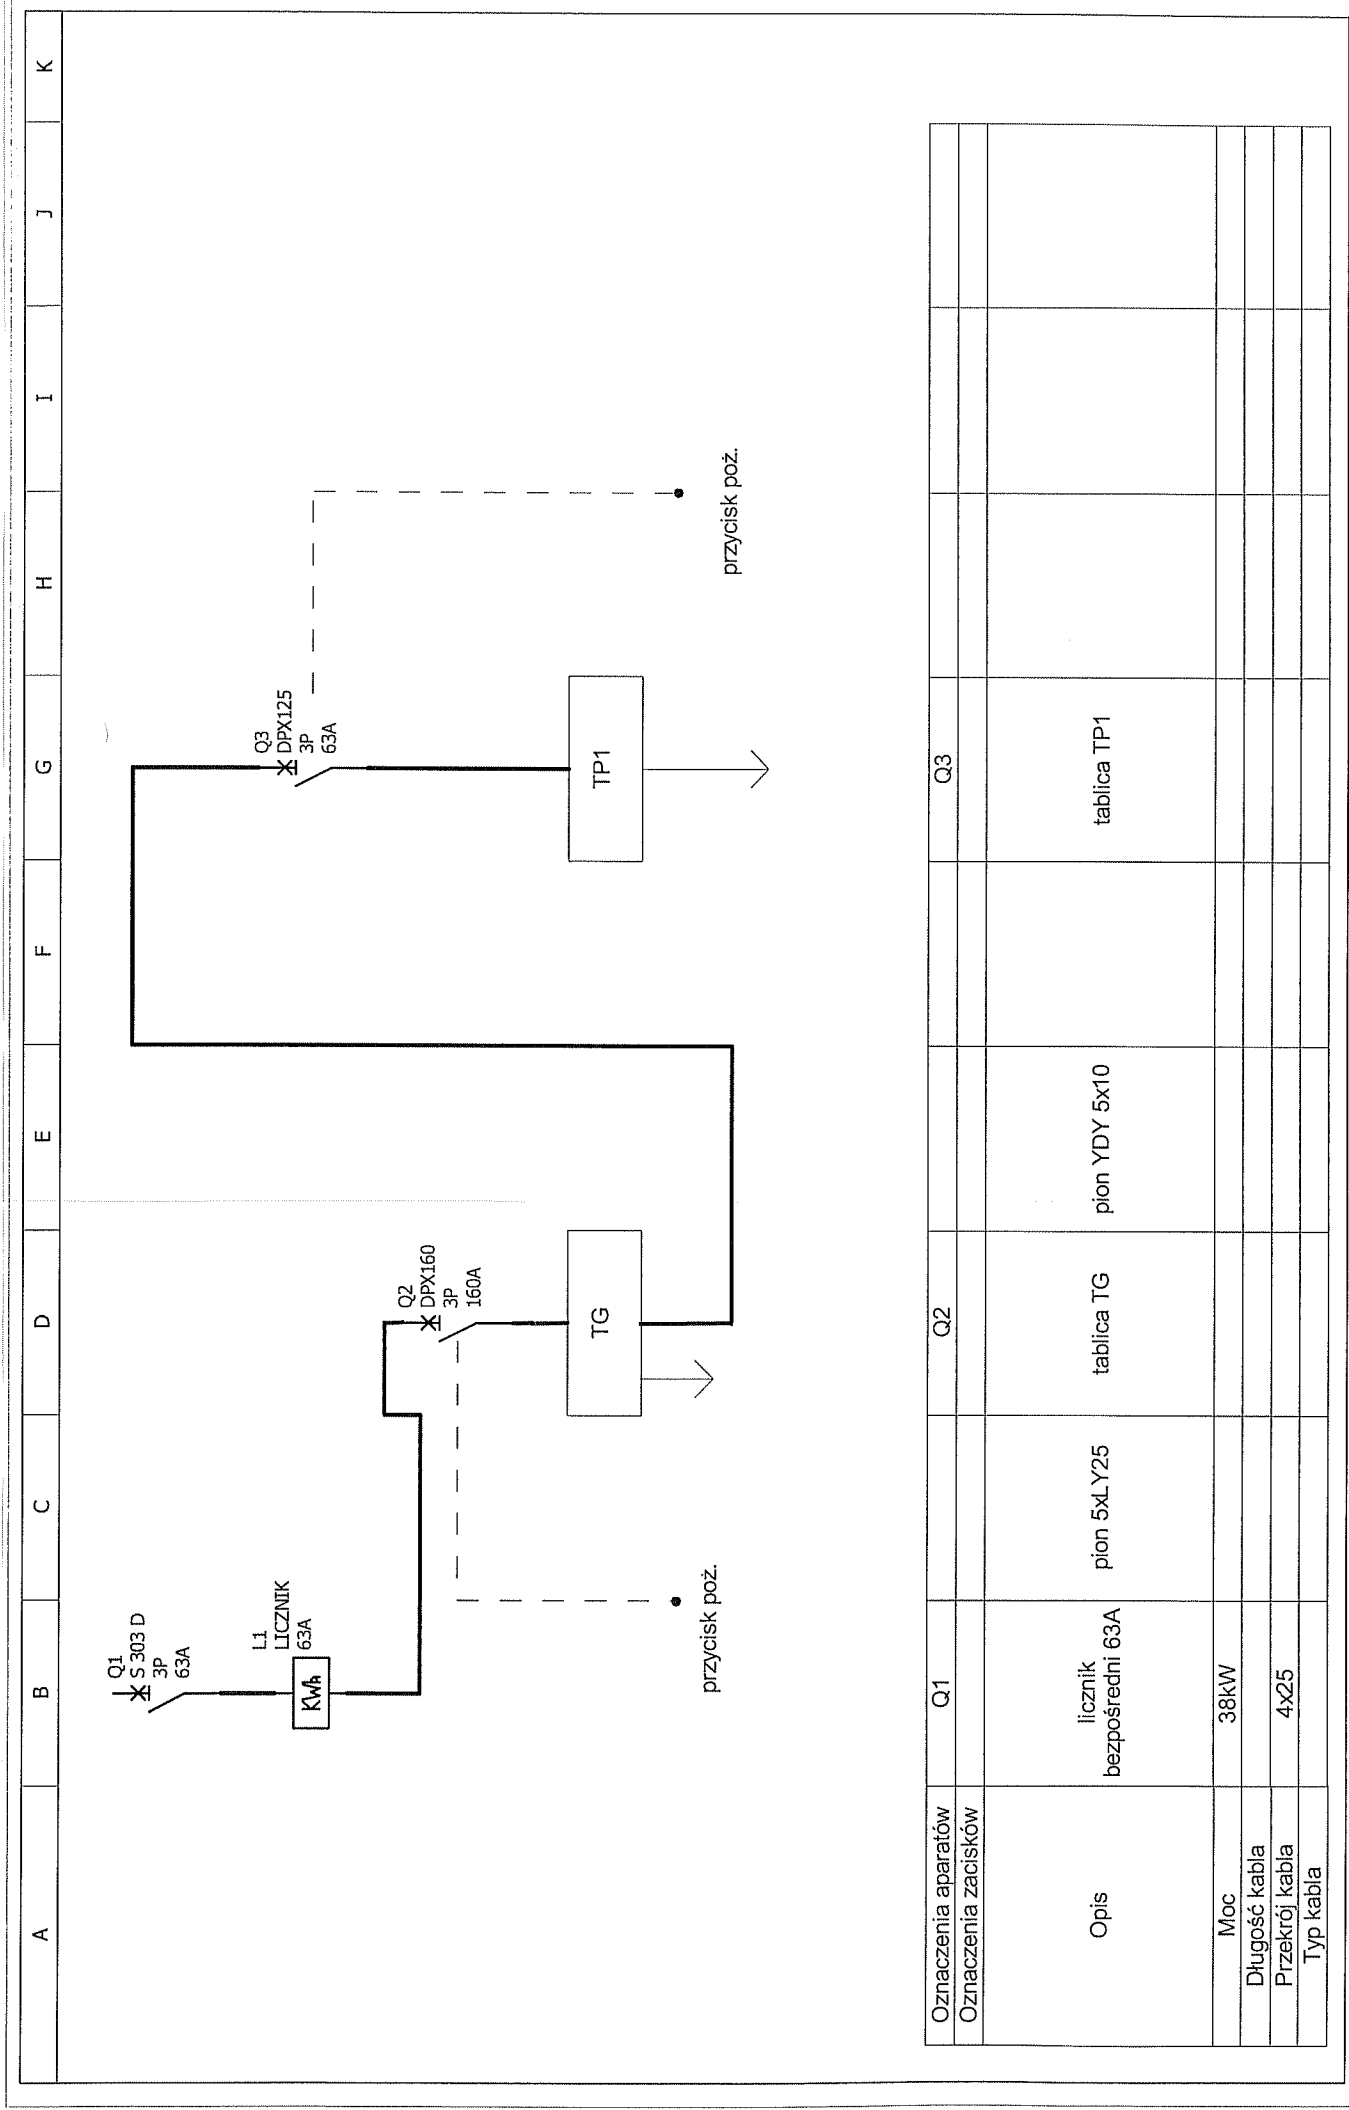 A B C D E F G H I J K
Q1
S 303 D
3P
63A
L1
LICZNIK
63A
KWh
Q2
DPX160
3P
160A
TG
przycisk poż.
Q3
DPX125
3P
63A
TP1
przycisk poż.
Oznaczenia aparatów Q1 Q2 Q3
Oznaczenia zacisków
Opis
licznik
bezpośredni 63A
pion 5xLY25
tablica TG
pion YDY 5x10
tablica TP1
Moc 38kW
Długość kabla
Przekrój kabla 4x25
Typ kabla